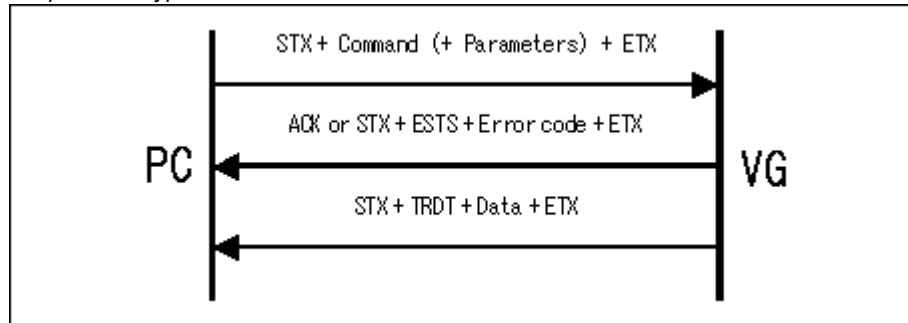 STX + Command (+ Parameters) + ETX
ACK or STX + ESTS + Error code + ETX
PC
VG
STX + TRDT + Data + ETX